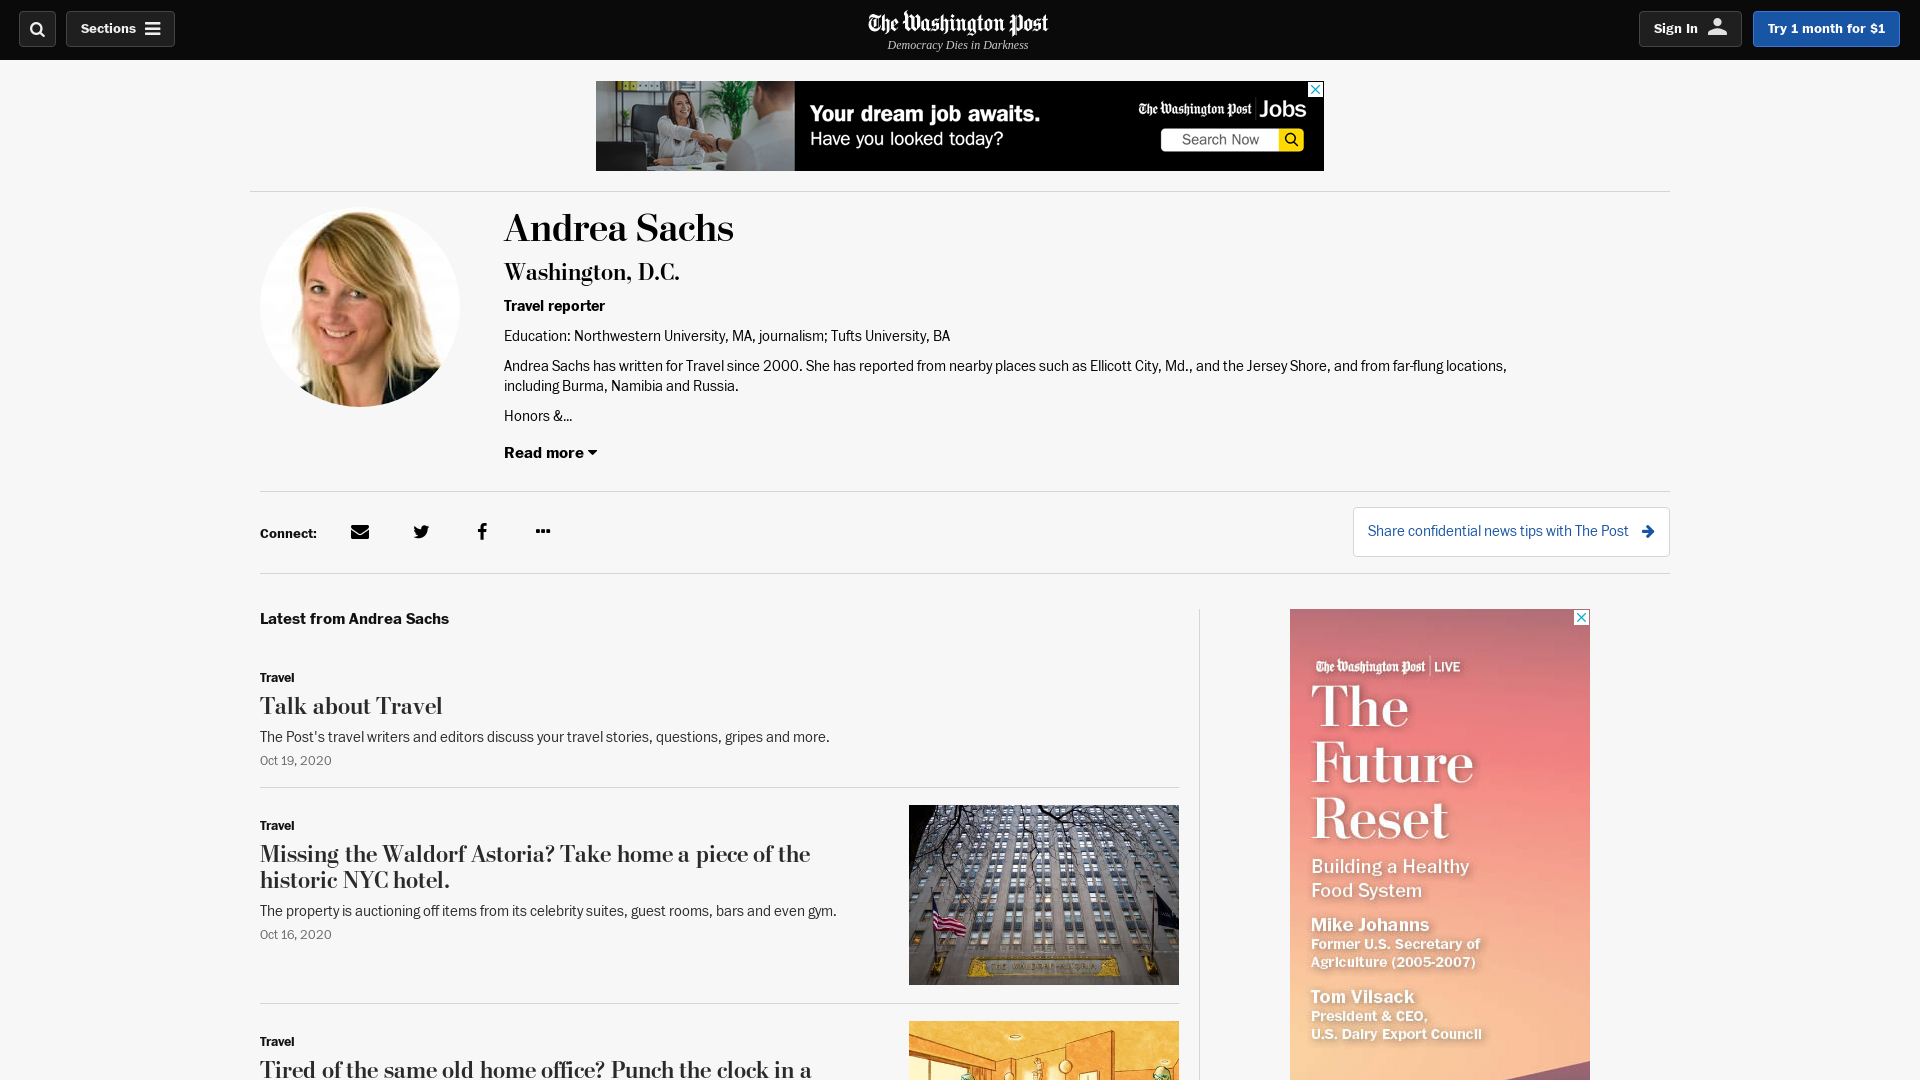 Sections
The Washington Post
Democracy Dies in Darkness
Sign In
Try 1 month for $1
Your dream job awaits.
Have you looked today?
The Washington Post Jobs
Search Now
Andrea Sachs
Washington, D.C.
Travel reporter
Education: Northwestern University, MA, journalism; Tufts University, BA
Andrea Sachs has written for Travel since 2000. She has reported from nearby places such as Ellicott City, Md., and the Jersey Shore, and from far-flung locations,
including Burma, Namibia and Russia.
Honors &...
Read more
Connect:
Share confidential news tips with The Post
Latest from Andrea Sachs
Travel
Talk about Travel
The Post's travel writers and editors discuss your travel stories, questions, gripes and more.
Oct 19, 2020
Travel
Missing the Waldorf Astoria? Take home a piece of the
historic NYC hotel.
The property is auctioning off items from its celebrity suites, guest rooms, bars and even gym.
Oct 16, 2020
THE WALDORF ASTORIA
Travel
Tired of the same old home office? Punch the clock in a
The Washington Post LIVE
The
Future
Reset
Building a Healthy
Food System
Mike Johanns
Former U.S. Secretary of
Agriculture (2005-2007)
Tom Vilsack
President & CEO,
U.S. Dairy Export Council